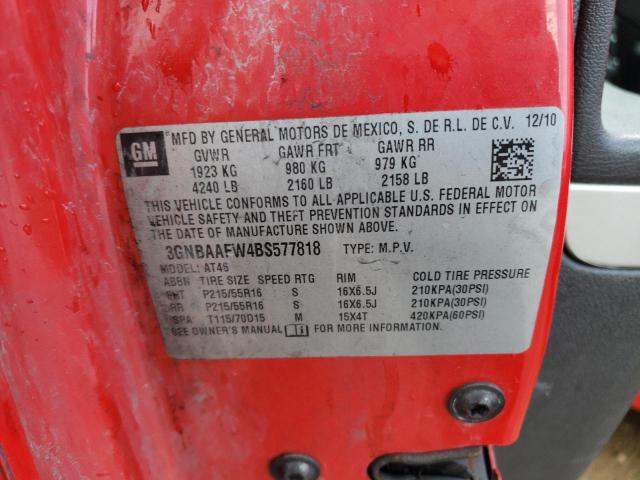 GM
MFD BY GENERAL MOTORS DE MEXICO, S. DE R.L. DE C.V. 12/10
GVWR GAWR FRT GAWR RR
1923 KG 980 KG 979 KG
4240 LB 2160 LB 2158 LB
THIS VEHICLE CONFORMS TO ALL APPLICABLE U.S. FEDERAL MOTOR
VEHICLE SAFETY AND THEFT PREVENTION STANDARDS IN EFFECT ON
THE DATE OF MANUFACTURE SHOWN ABOVE.
3GNBAAFW4BS577818 TYPE: M.P.V.
MODEL: AT46
ABBN TIRE SIZE SPEED RTG RIM COLD TIRE PRESSURE
FRT P215/55R16 S 16X6.5J 210KPA(30PSI)
RR P215/55R16 S 16X6.5J 210KPA(30PSI)
SPA T115/70D15 M 15X4T 420KPA(60PSI)
SEE OWNER'S MANUAL FOR MORE INFORMATION.